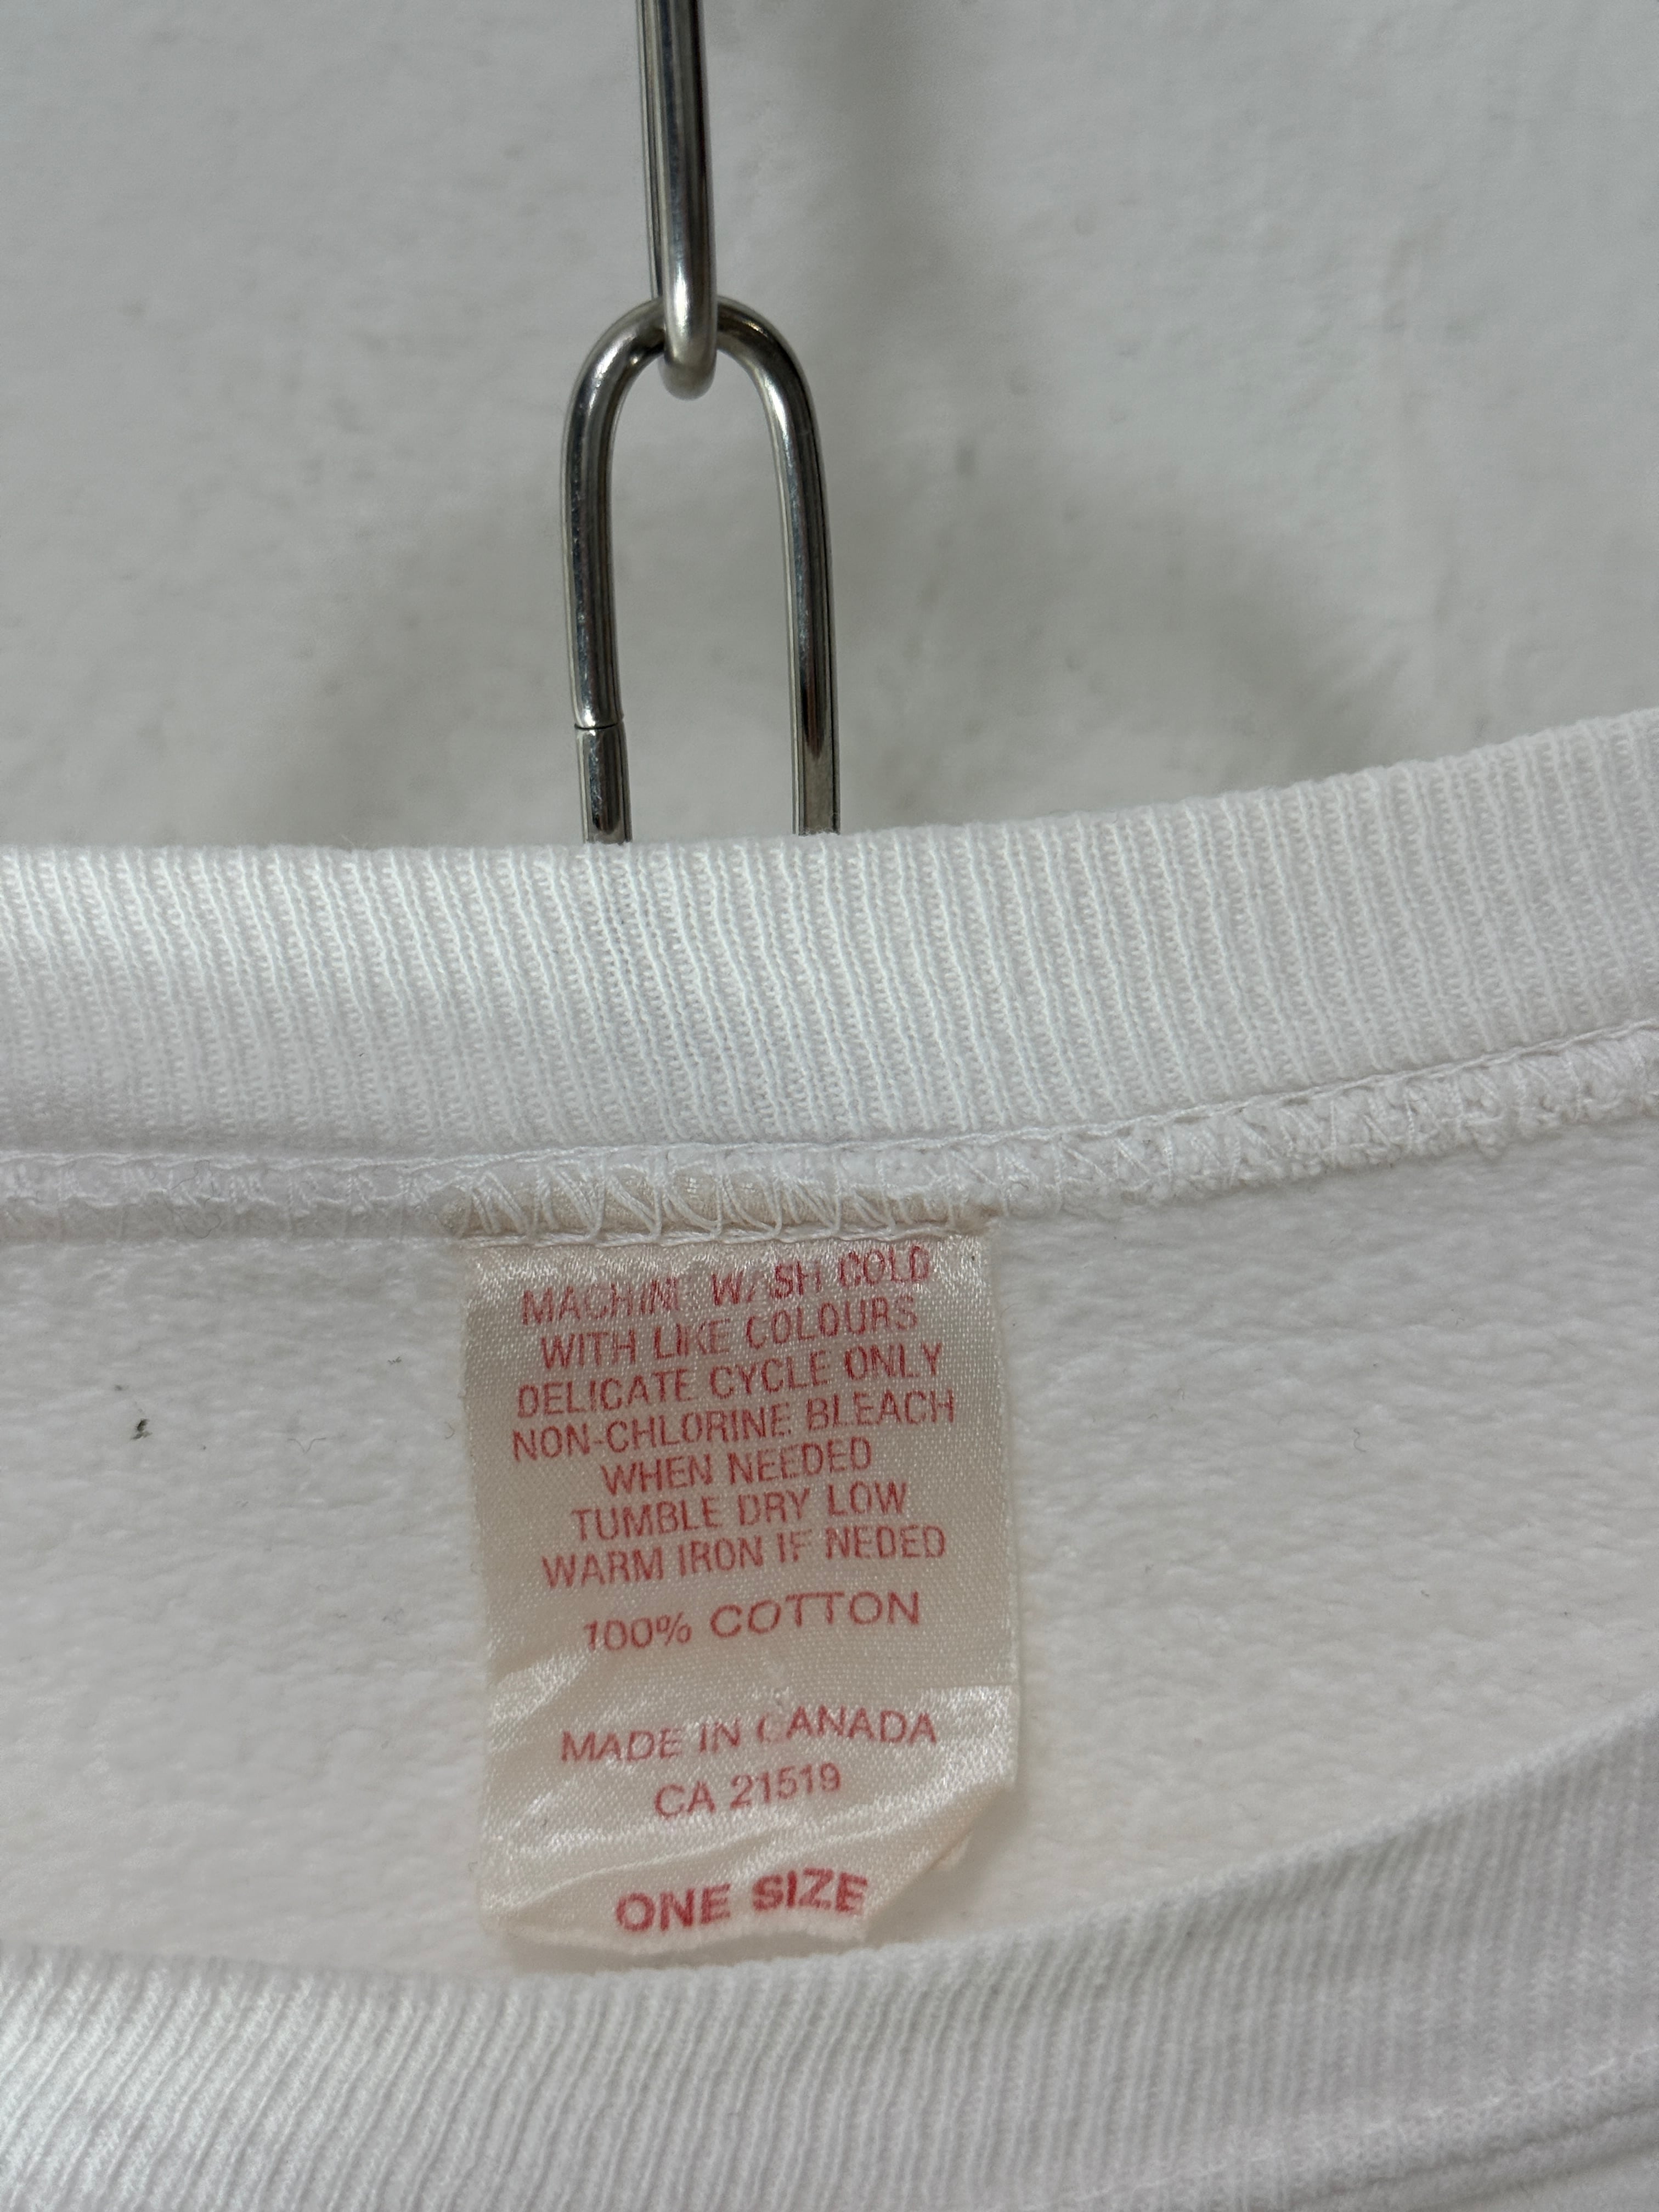 MACHINE WASH COLD
WITH LIKE COLOURS
DELICATE CYCLE ONLY
NON-CHLORINE BLEACH
WHEN NEEDED
TUMBLE DRY LOW
WARM IRON IF NEDED
100% COTTON
MADE IN CANADA
CA 21519
ONE SIZE